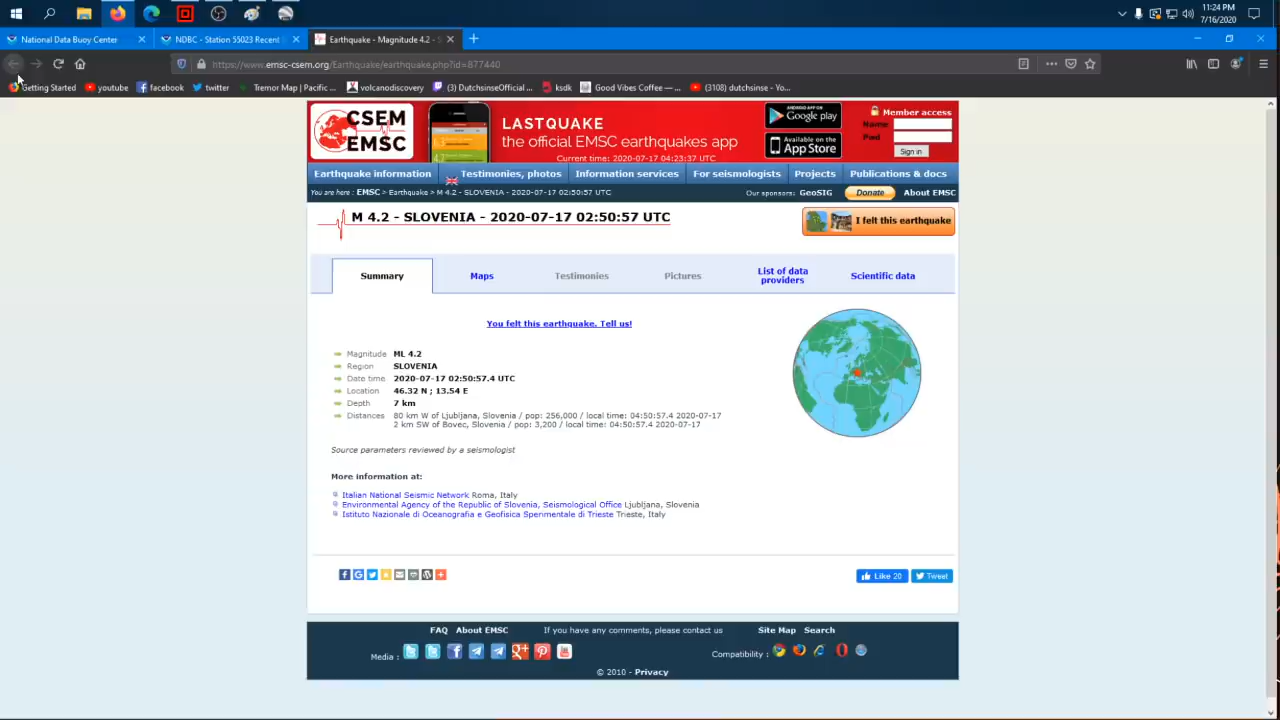 11:24 PM
7/16/2020
National Data Buoy Center
NDBC - Station 55023 Recent
Earthquake - Magnitude 4.2 - S
https://www.emsc-csem.org/Earthquake/earthquake.php?id=877440
Getting Started
youtube
facebook
twitter
Tremor Map | Pacific ...
volcanodiscovery
(3) DutchsinseOfficial ...
ksdk
Good Vibes Coffee — ...
(3108) dutchsinse - Yo...
CSEM
EMSC
LASTQUAKE
the official EMSC earthquakes app
Current time: 2020-07-17 04:23:37 UTC
ANDROID APP ON
Google play
Available on the
App Store
Member access
Name
Pwd
Sign in
Earthquake information
Testimonies, photos
Information services
For seismologists
Projects
Publications & docs
You are here : EMSC > Earthquake > M 4.2 - SLOVENIA - 2020-07-17 02:50:57 UTC
Our sponsors: GeoSIG
Donate
About EMSC
M 4.2 - SLOVENIA - 2020-07-17 02:50:57 UTC
I felt this earthquake
Summary
Maps
Testimonies
Pictures
List of data
providers
Scientific data
You felt this earthquake. Tell us!
Magnitude ML 4.2
Region SLOVENIA
Date time 2020-07-17 02:50:57.4 UTC
Location 46.32 N ; 13.54 E
Depth 7 km
Distances 80 km W of Ljubljana, Slovenia / pop: 256,000 / local time: 04:50:57.4 2020-07-17
2 km SW of Bovec, Slovenia / pop: 3,200 / local time: 04:50:57.4 2020-07-17
Source parameters reviewed by a seismologist
More information at:
Italian National Seismic Network Roma, Italy
Environmental Agency of the Republic of Slovenia, Seismological Office Ljubljana, Slovenia
Istituto Nazionale di Oceanografia e Geofisica Sperimentale di Trieste Trieste, Italy
Like 20
Tweet
FAQ
About EMSC
If you have any comments, please contact us
Site Map
Search
Media :
Compatibility :
© 2010 - Privacy